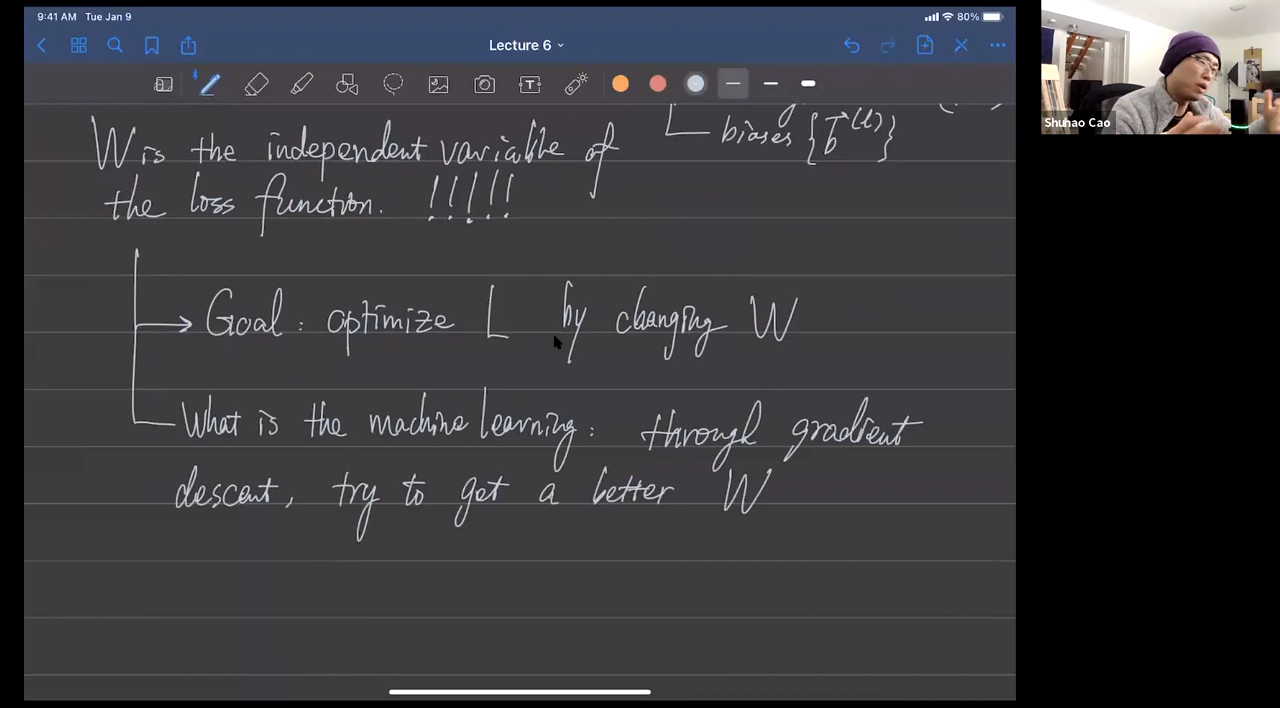 9:41 AM Tue Jan 9
80%
Lecture 6
Shuhao Cao
biases {b⃗^(l)}
W is the independent variable of
the loss function. !!!!!
Goal: optimize L by changing W
What is the machine learning: through gradient
descent, try to get a better W